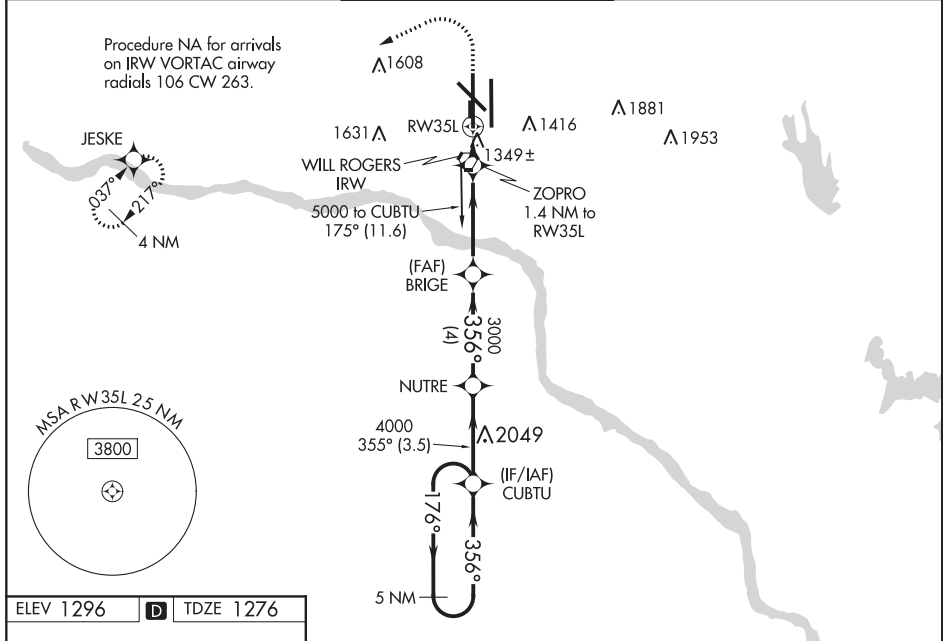 Procedure NA for arrivals
on IRW VORTAC airway
radials 106 CW 263.
1608
1881
1631
RW35L
1416
1953
JESKE
WILL ROGERS
IRW
1349±
037°
217°
4 NM
5000 to CUBTU
175° (11.6)
ZOPRO
1.4 NM to
RW35L
(FAF)
BRIGE
3000
356°
(4)
NUTRE
MSA RW35L 25 NM
3800
4000
355° (3.5)
2049
(IF/IAF)
CUBTU
176°
356°
5 NM
ELEV 1296 D TDZE 1276